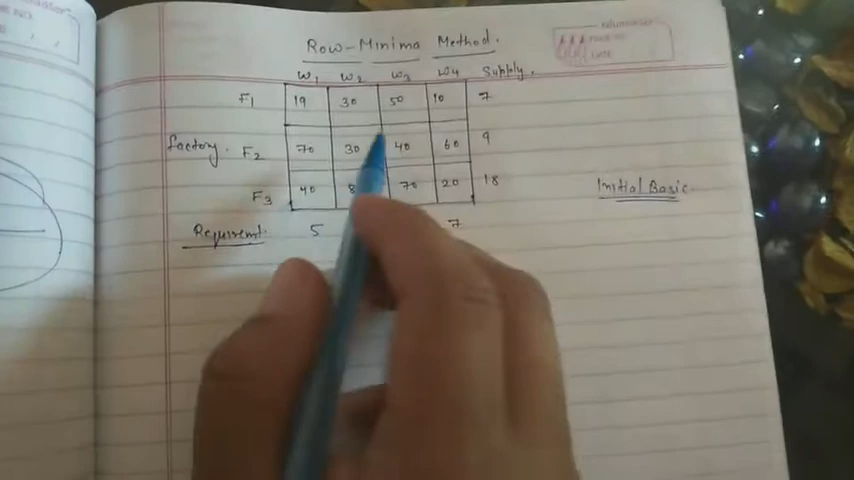 Row-Minima Method.
W1 W2 W3 W4 Supply.
F1 19 30 50 10 7
Factory. F2 70 30 40 60 9
F3 40 8 70 20 18
Initial Basic
Requiremt. 5 7